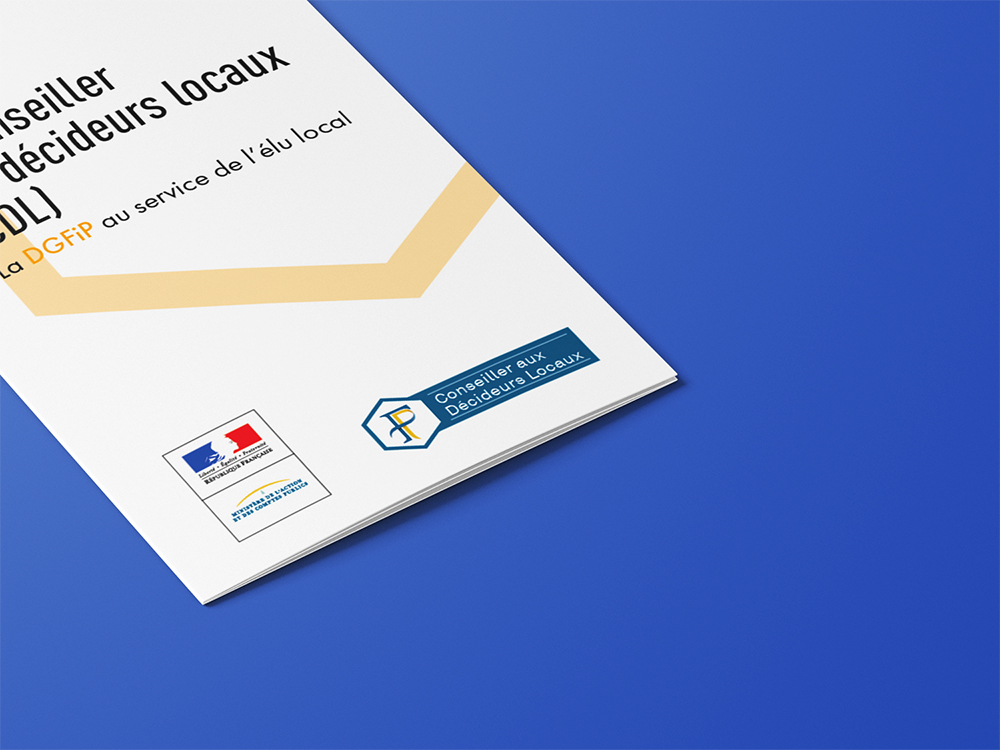 nseiller
décideurs locaux
CDL)
La DGFiP au service de l'élu local
Conseiller aux
Décideurs Locaux
FP
Liberté • Égalité • Fraternité
RÉPUBLIQUE FRANÇAISE
MINISTÈRE DE L'ACTION
ET DES COMPTES PUBLICS